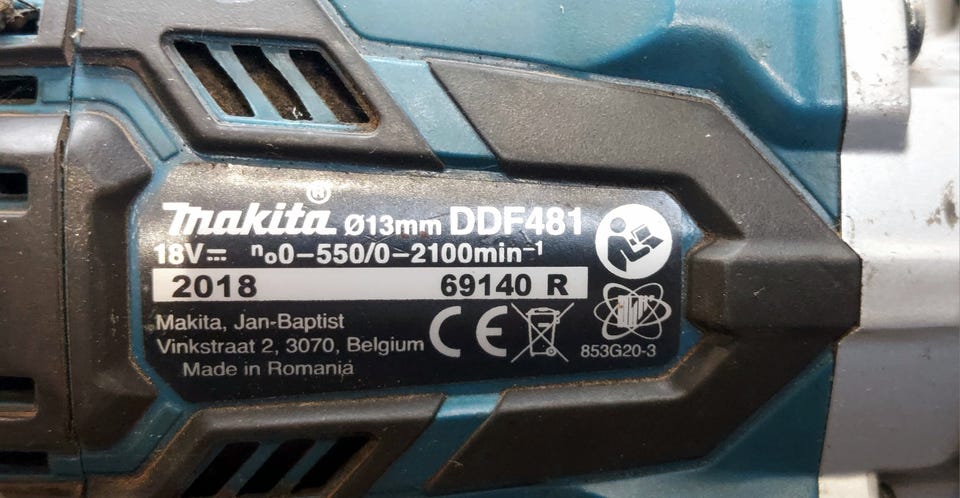 makita® Ø13mm DDF481
18V⎓ n₀0-550/0-2100min⁻¹
2018 69140 R
Makita, Jan-Baptist
Vinkstraat 2, 3070, Belgium
Made in Romania
CE
853G20-3